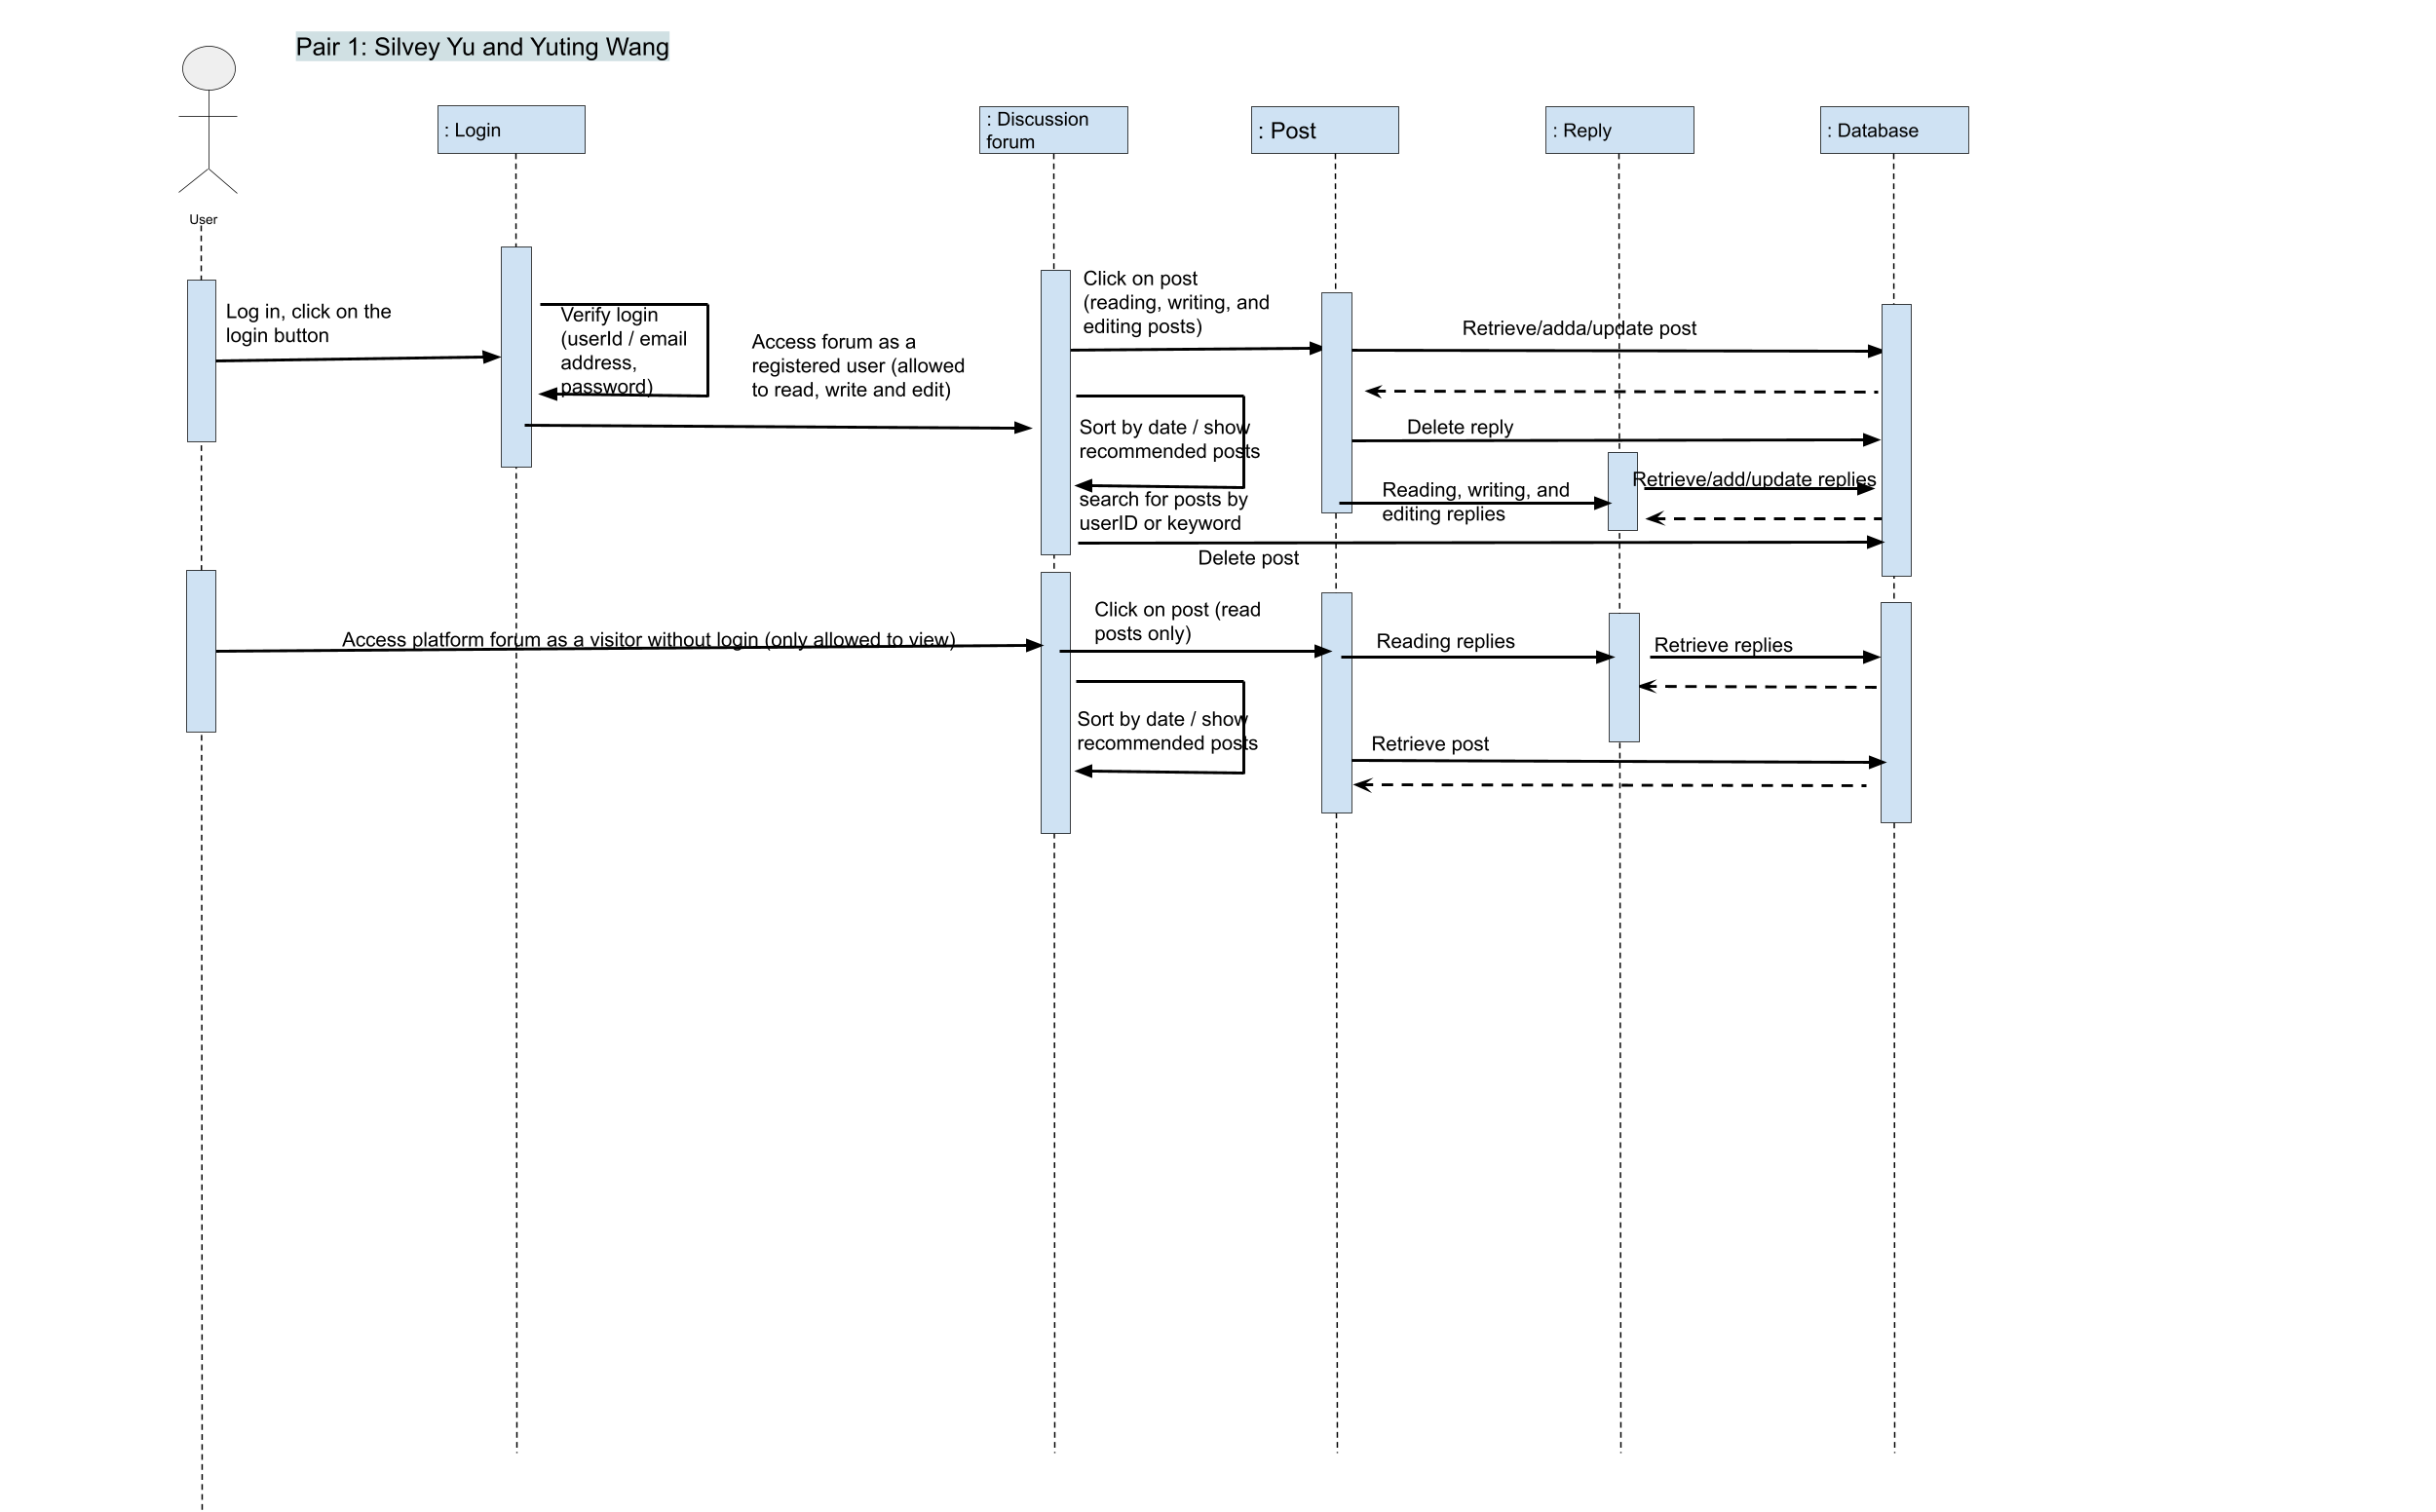 Pair 1: Silvey Yu and Yuting Wang
: Login
: Discussion
forum
: Post
: Reply
: Database
User
Log in, click on the
login button
Verify login
(userId / email
address,
password)
Access forum as a
registered user (allowed
to read, write and edit)
Click on post
(reading, writing, and
editing posts)
Retrieve/adda/update post
Sort by date / show
recommended posts
search for posts by
userID or keyword
Delete reply
Reading, writing, and
editing replies
Retrieve/add/update replies
Delete post
Access platform forum as a visitor without login (only allowed to view)
Click on post (read
posts only)
Reading replies
Retrieve replies
Sort by date / show
recommended posts
Retrieve post